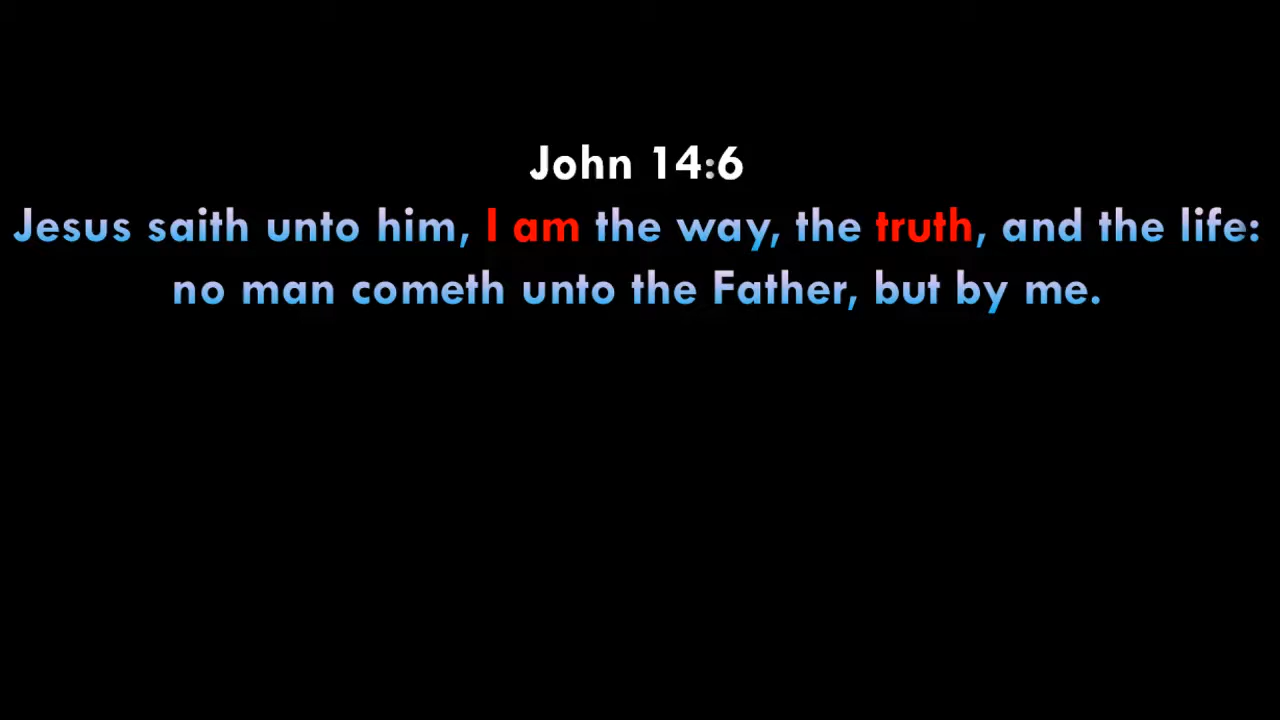 John 14:6
Jesus saith unto him, I am the way, the truth, and the life:
no man cometh unto the Father, but by me.